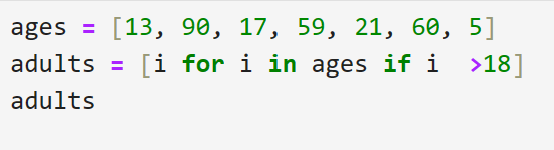 ages = [13, 90, 17, 59, 21, 60, 5]
adults = [i for i in ages if i  >18]
adults